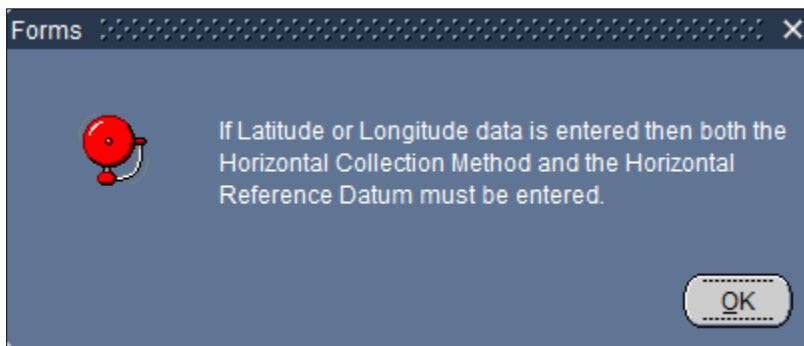 Forms
If Latitude or Longitude data is entered then both the
Horizontal Collection Method and the Horizontal
Reference Datum must be entered.
OK